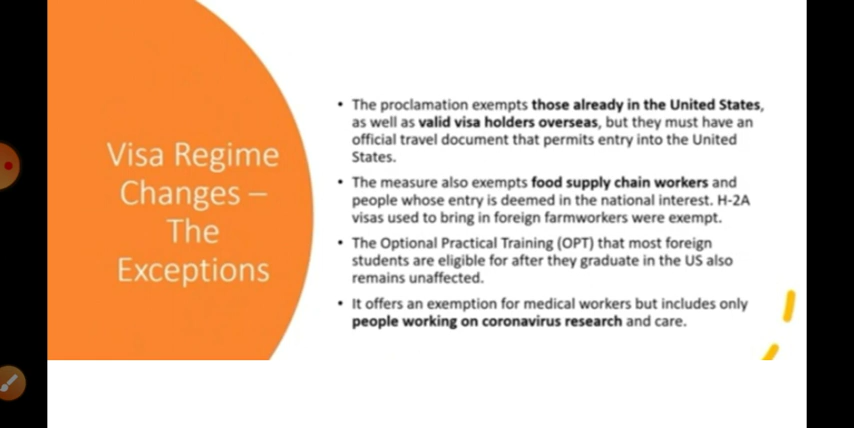 Visa Regime
Changes –
The
Exceptions
• The proclamation exempts those already in the United States,
as well as valid visa holders overseas, but they must have an
official travel document that permits entry into the United
States.
• The measure also exempts food supply chain workers and
people whose entry is deemed in the national interest. H-2A
visas used to bring in foreign farmworkers were exempt.
• The Optional Practical Training (OPT) that most foreign
students are eligible for after they graduate in the US also
remains unaffected.
• It offers an exemption for medical workers but includes only
people working on coronavirus research and care.